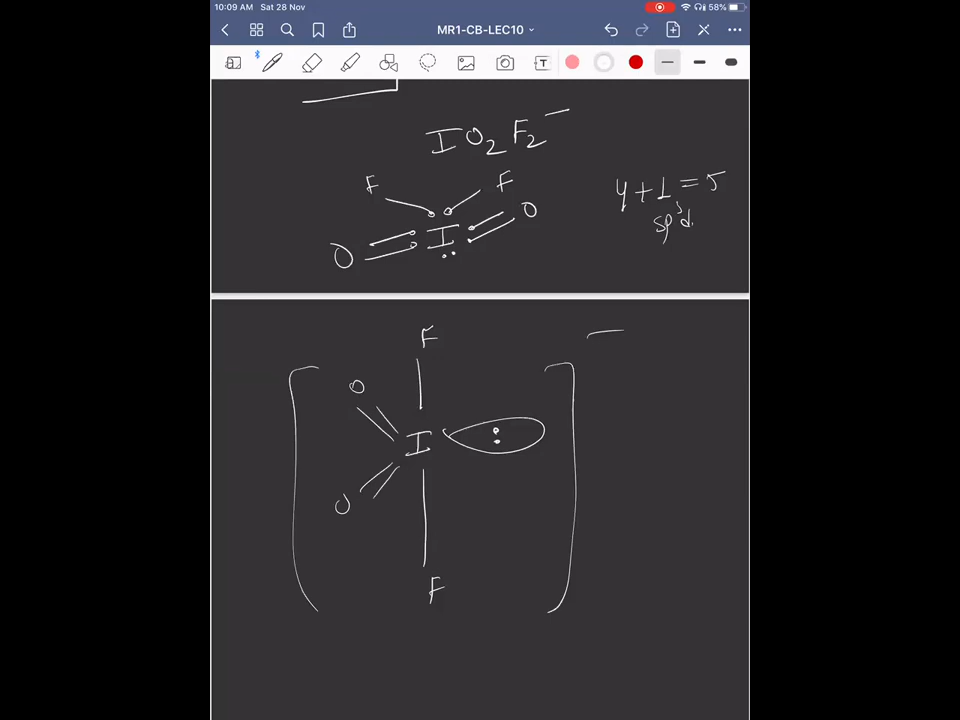 10:09 AM Sat 28 Nov 58%
MR1-CB-LEC10
T
IO₂F₂⁻
F F
4+1=5
O I O
sp³d
F
O
I
O
F